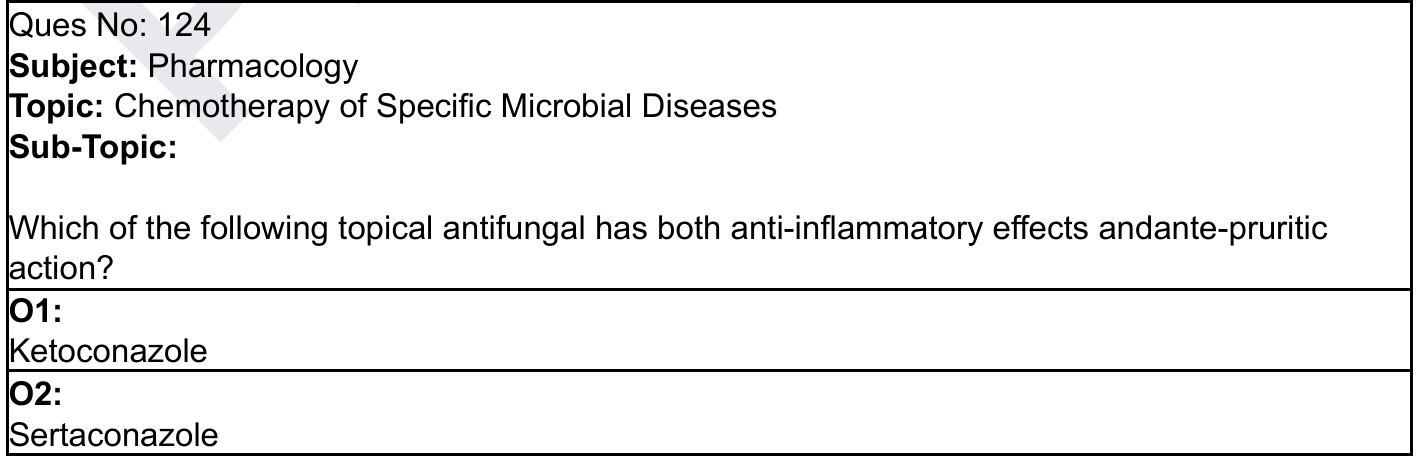 Ques No: 124
Subject: Pharmacology
Topic: Chemotherapy of Specific Microbial Diseases
Sub-Topic:
Which of the following topical antifungal has both anti-inflammatory effects andante-pruritic
action?
O1:
Ketoconazole
O2:
Sertaconazole